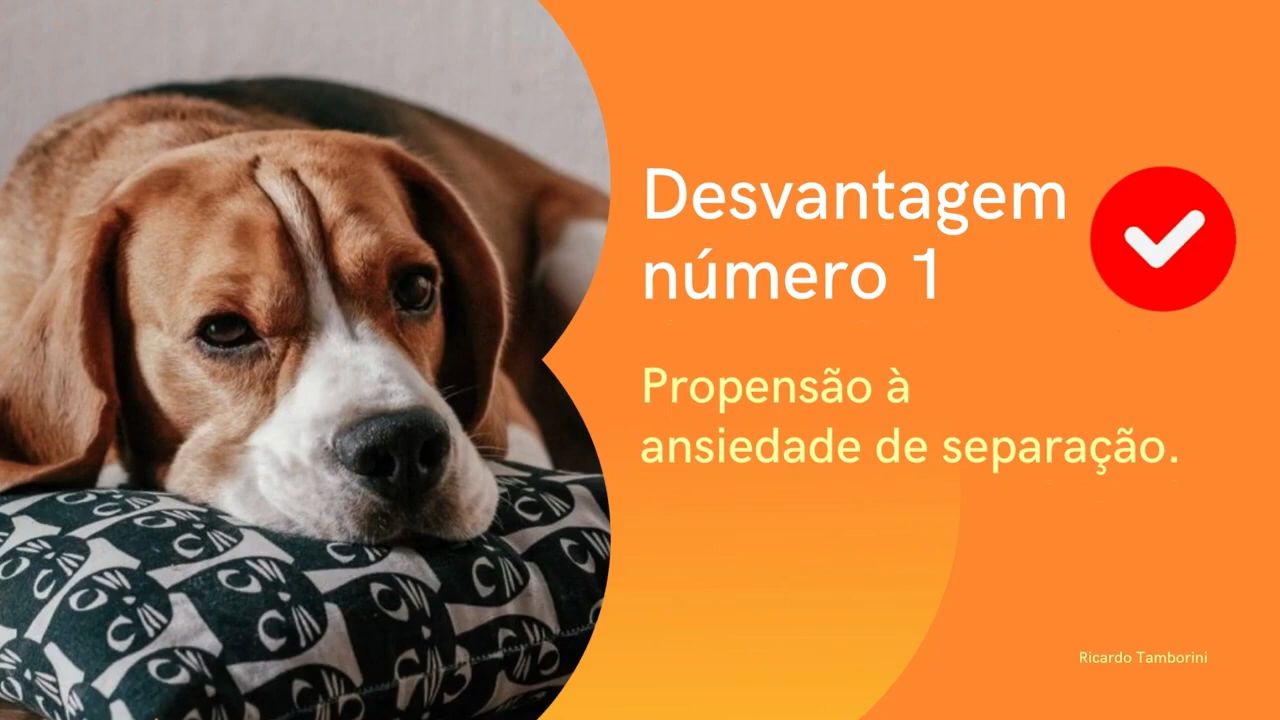 Desvantagem
número 1
Propensão à
ansiedade de separação.
Ricardo Tamborini